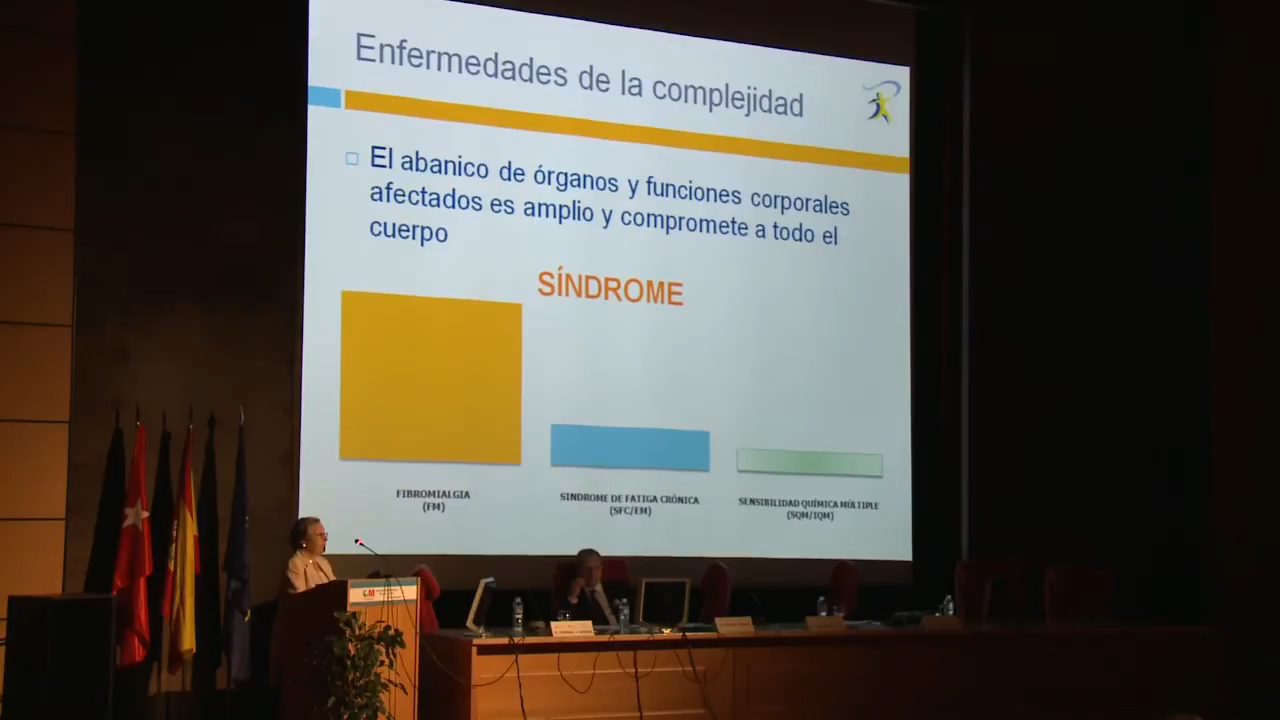 Enfermedades de la complejidad
El abanico de órganos y funciones corporales
afectados es amplio y compromete a todo el
cuerpo
SÍNDROME
FIBROMIALGIA
(FM)
SINDROME DE FATIGA CRÓNICA
(SFC/EM)
SENSIBILIDAD QUÍMICA MÚLTIPLE
(SQM/IQM)